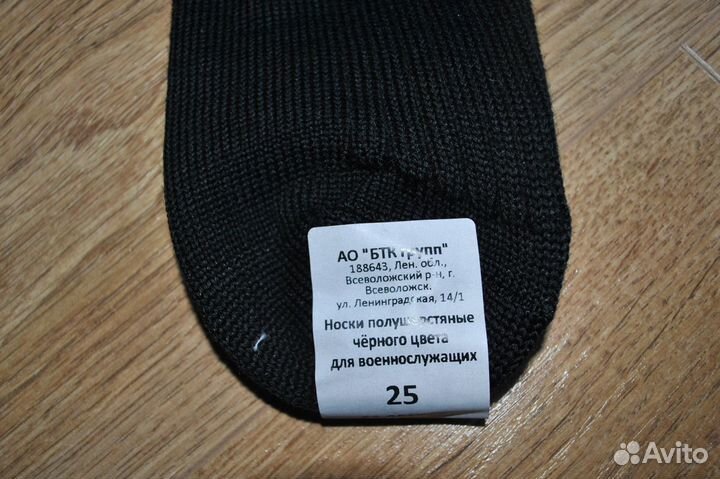 АО "БТК групп"
188643, Лен. обл.,
Всеволожский р-н, г.
Всеволожск.
ул. Ленинградская, 14/1
Носки полушерстяные
чёрного цвета
для военнослужащих
25
Avito